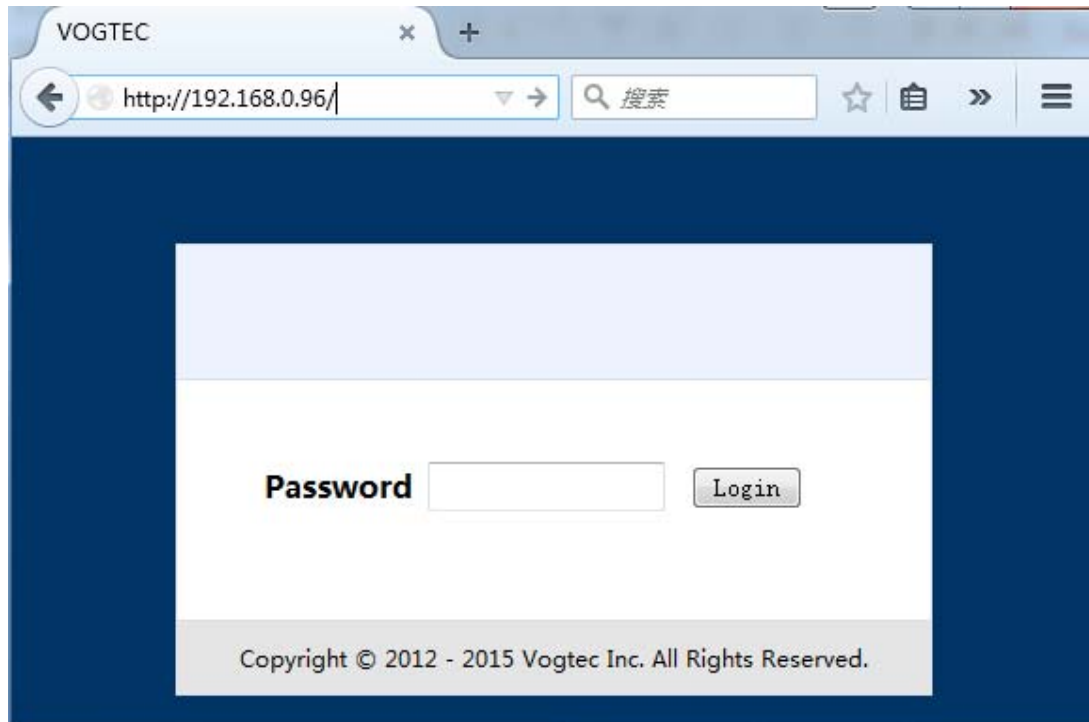 VOGTEC
http://192.168.0.96/
搜索
Password
Login
Copyright © 2012 - 2015 Vogtec Inc. All Rights Reserved.